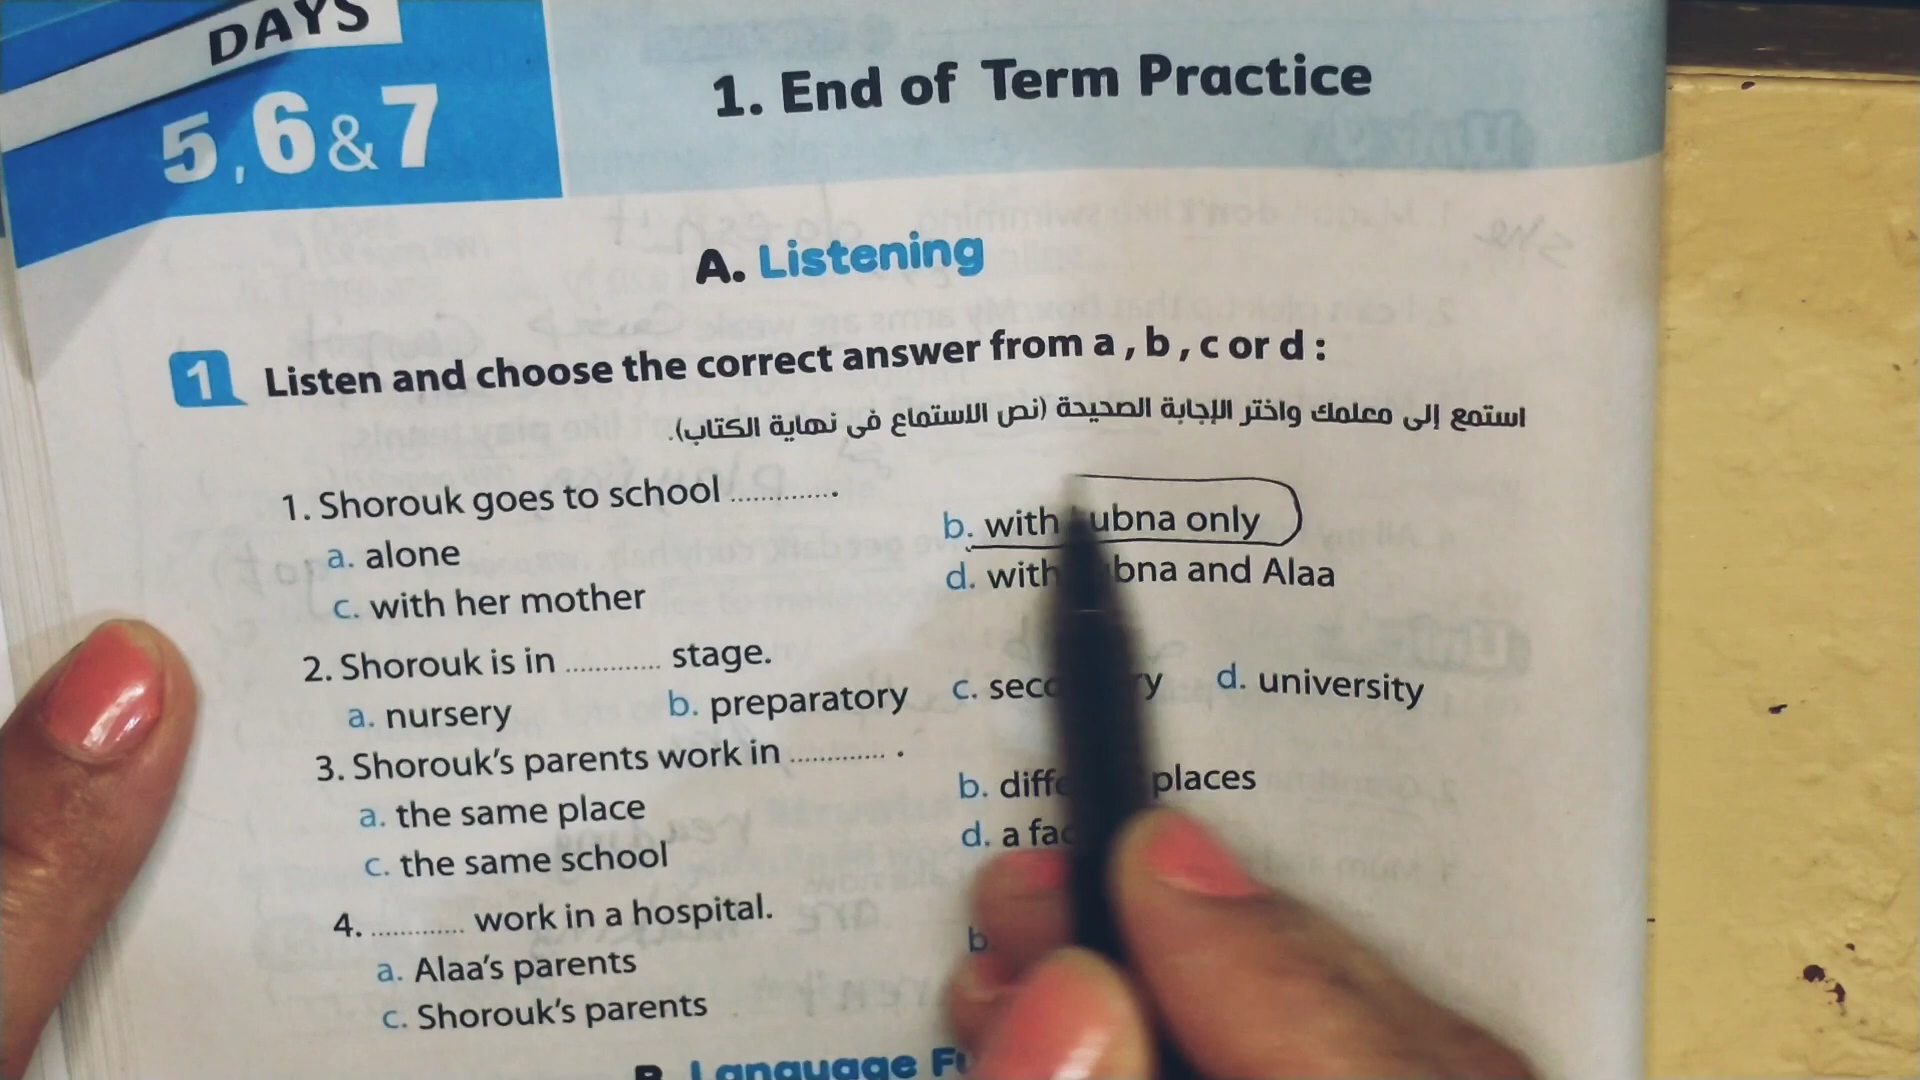 DAYS
5,6&7
1. End of Term Practice
A. Listening
1 Listen and choose the correct answer from a , b , c or d :
استمع إلى معلمك واختر الإجابة الصحيحة (نص الاستماع فى نهاية الكتاب).
1. Shorouk goes to school ............. .
a. alone
b. with ubna only
c. with her mother
d. with bna and Alaa
2. Shorouk is in ............. stage.
a. nursery b. preparatory c. d. university
3. Shorouk's parents work in ............. .
a. the same place
b. places
c. the same school
d. a
4. ............. work in a hospital.
a. Alaa's parents
b
c. Shorouk's parents
Language